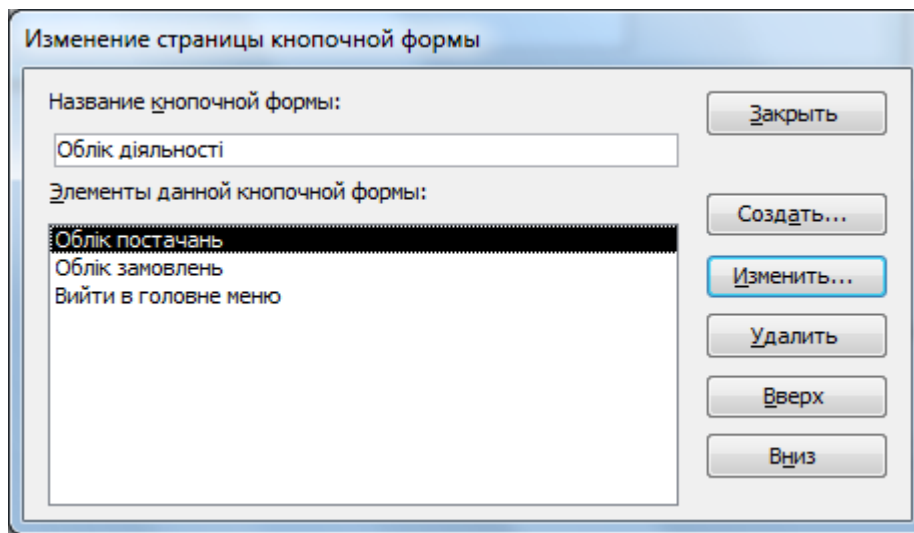 Изменение страницы кнопочной формы
Название кнопочной формы:
Закрыть
Облік діяльності
Элементы данной кнопочной формы:
Создать...
Облік постачань
Облік замовлень
Изменить...
Вийти в головне меню
Удалить
Вверх
Вниз